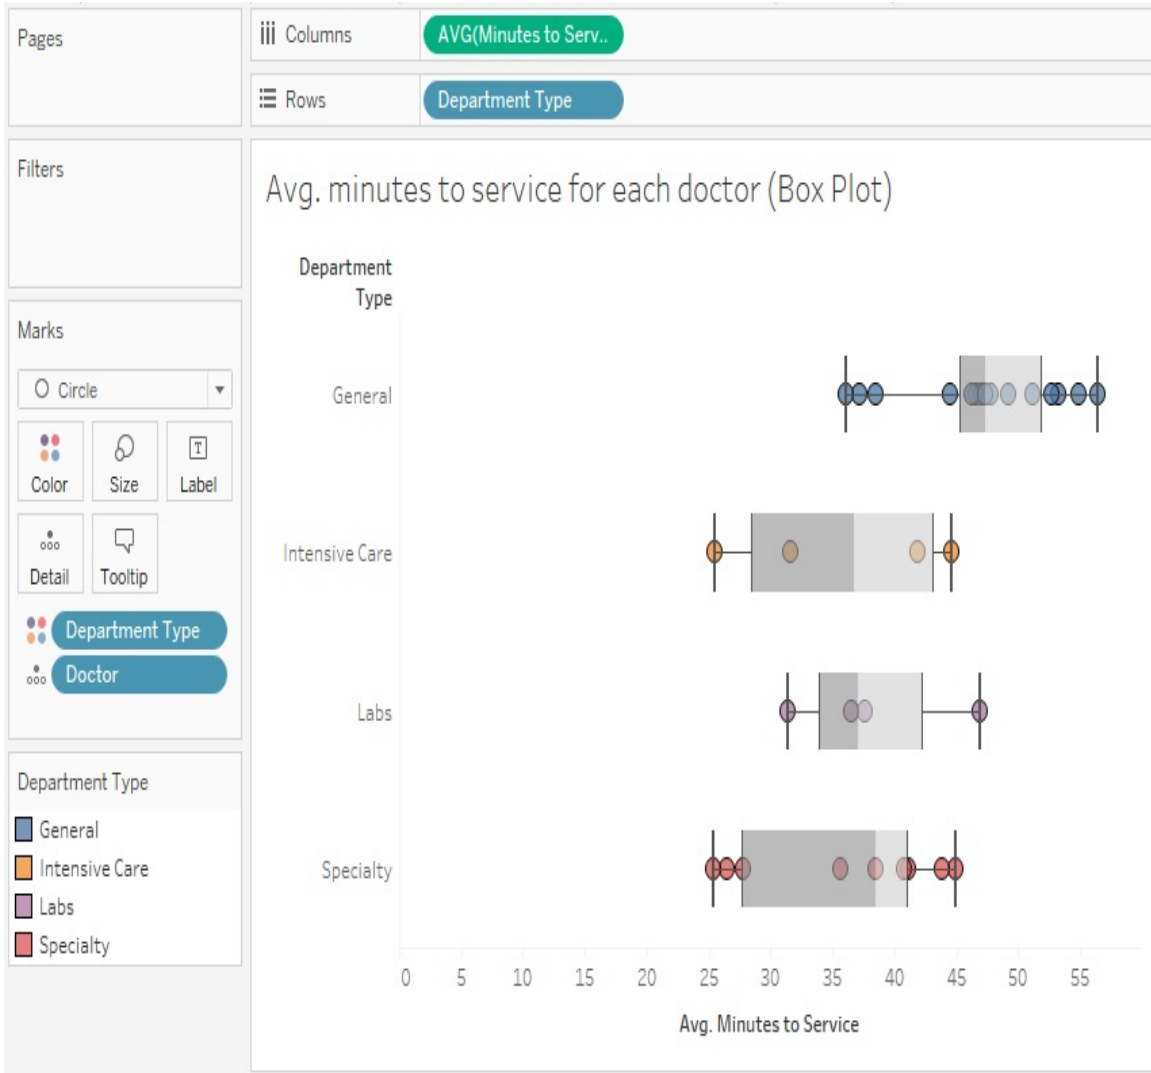 Pages
Columns
AVG(Minutes to Serv..
Rows
Department Type
Filters
Marks
Circle
Color
Size
Label
Detail
Tooltip
Department Type
Doctor
Department Type
General
Intensive Care
Labs
Specialty
Avg. minutes to service for each doctor (Box Plot)
Department
Type
General
Intensive Care
Labs
Specialty
0 5 10 15 20 25 30 35 40 45 50 55
Avg. Minutes to Service